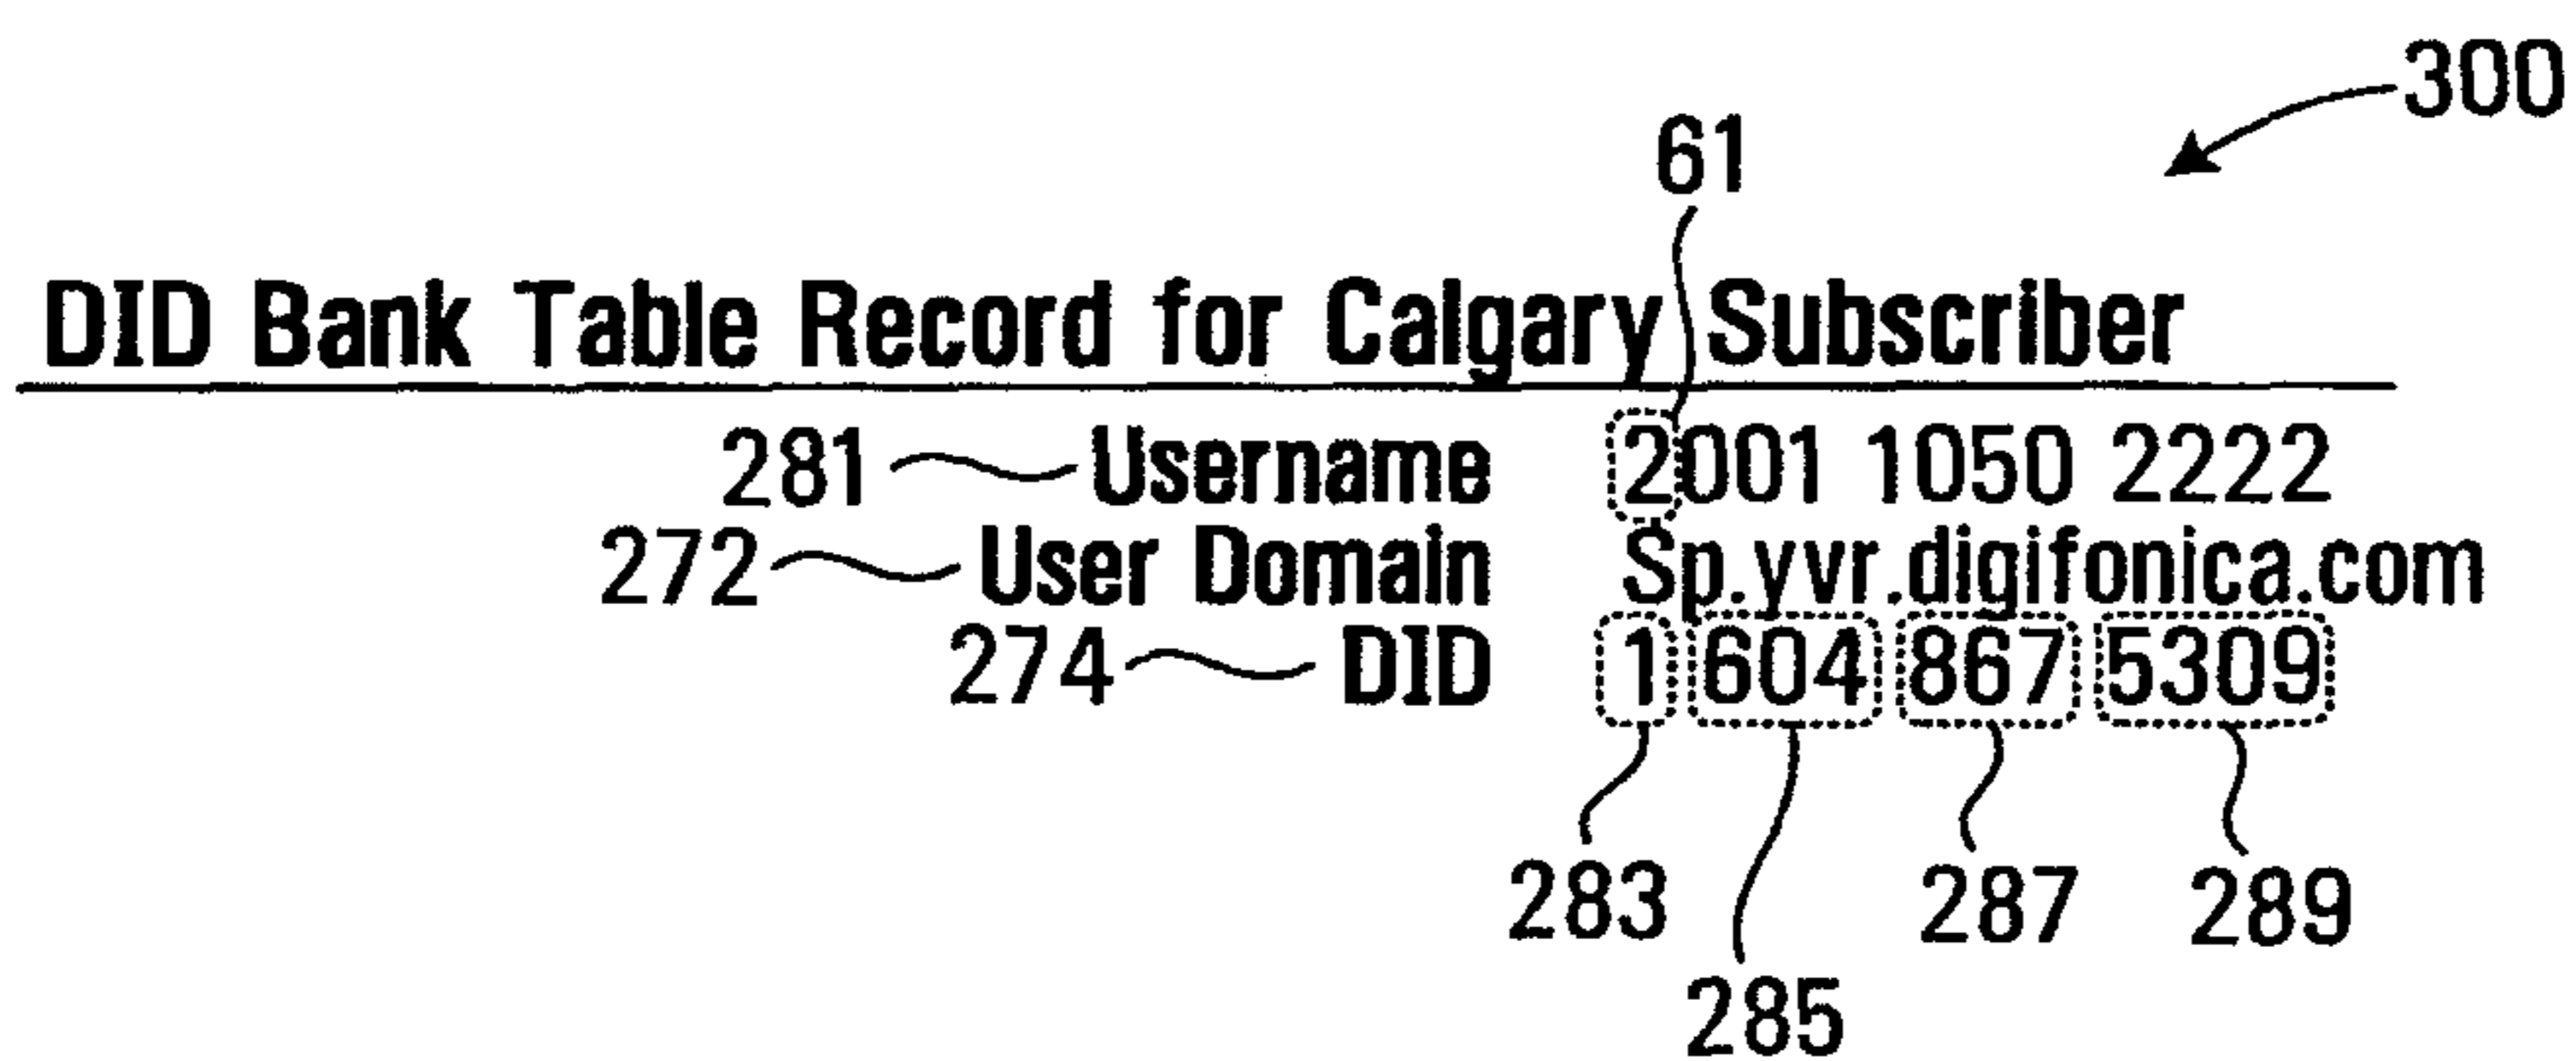 300
61
DID Bank Table Record for Calgary Subscriber
281 Username 2001 1050 2222
272 User Domain Sp.yvr.digifonica.com
274 DID 1 604 867 5309
283 287 289
285